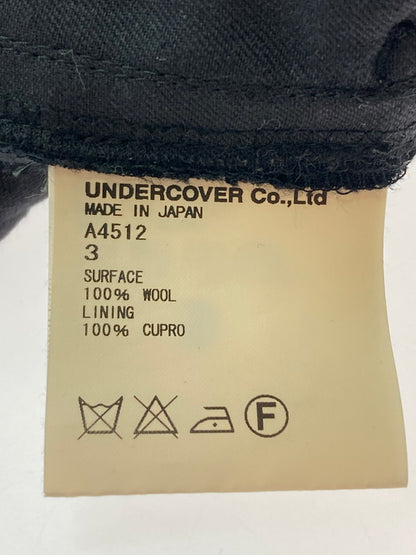 UNDERCOVER Co.,Ltd
MADE IN JAPAN
A4512
3
SURFACE
100% WOOL
LINING
100% CUPRO
F